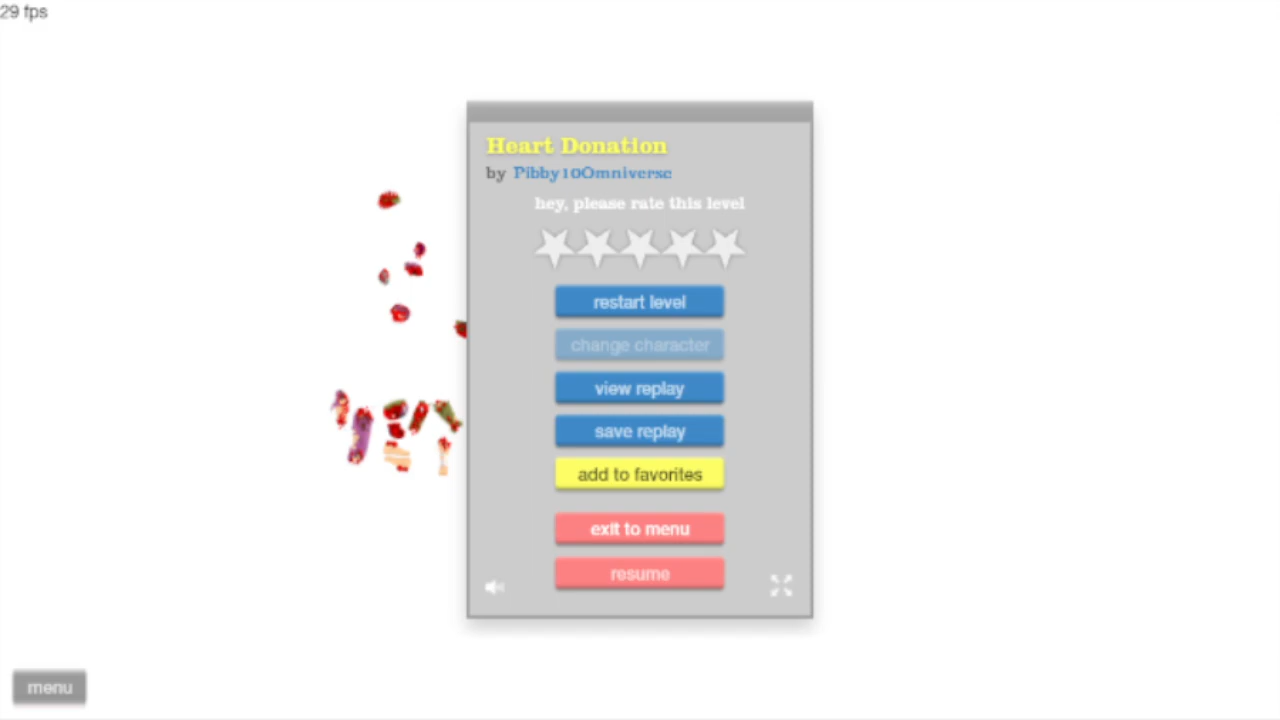 29 fps
Heart Donation
by Pibby10Omniverse
hey, please rate this level
restart level
change character
view replay
save replay
add to favorites
exit to menu
resume
menu